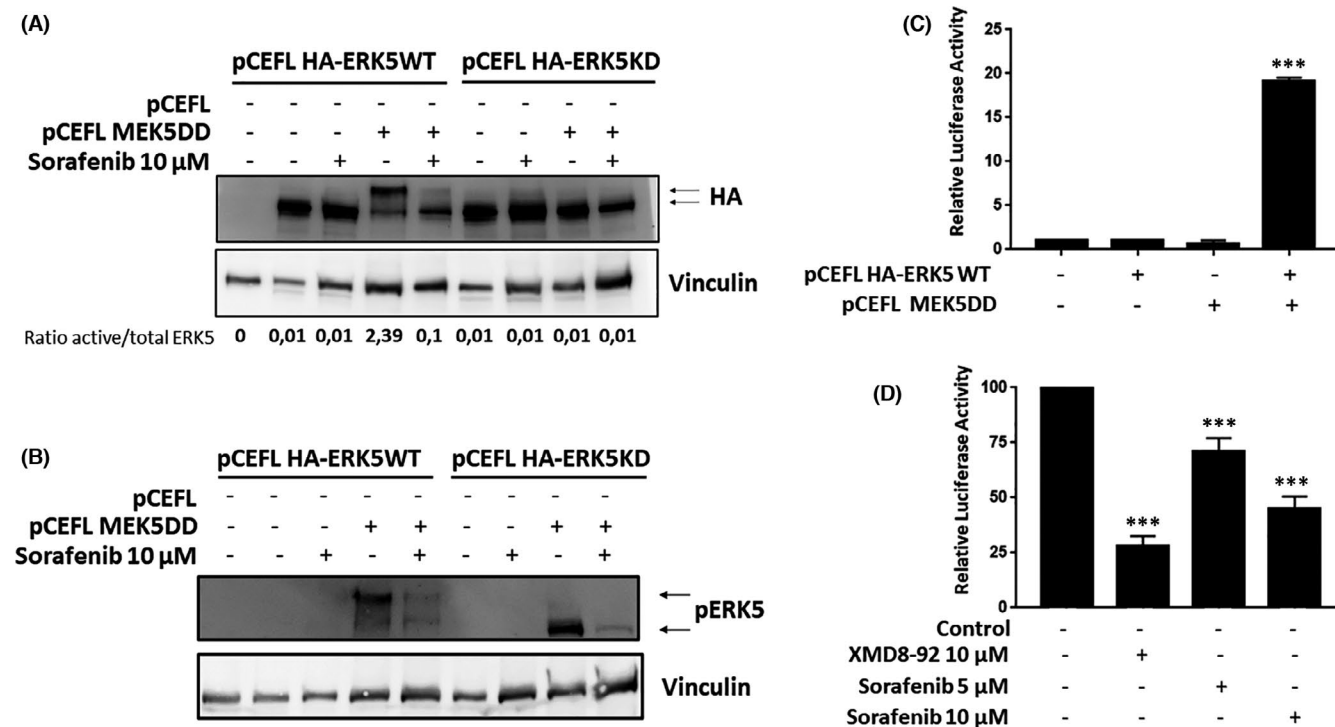 (A)
pCEFL HA-ERK5WT pCEFL HA-ERK5KD
pCEFL - - - - - - - - -
pCEFL MEK5DD - - - + + - - + +
Sorafenib 10 µM - - + - + - + - +
HA
Vinculin
Ratio active/total ERK5 0 0,01 0,01 2,39 0,1 0,01 0,01 0,01 0,01
(B)
pCEFL HA-ERK5WT pCEFL HA-ERK5KD
pCEFL - - - - - - - - -
pCEFL MEK5DD - - - + + - - + +
Sorafenib 10 µM - - + - + - + - +
pERK5
Vinculin
(C)
Relative Luciferase Activity
25
20
15
10
5
0
***
pCEFL HA-ERK5 WT - + - +
pCEFL MEK5DD - - + +
(D)
Relative Luciferase Activity
100
75
50
25
0
***
***
***
Control - - - -
XMD8-92 10 µM - + - -
Sorafenib 5 µM - - + -
Sorafenib 10 µM - - - +